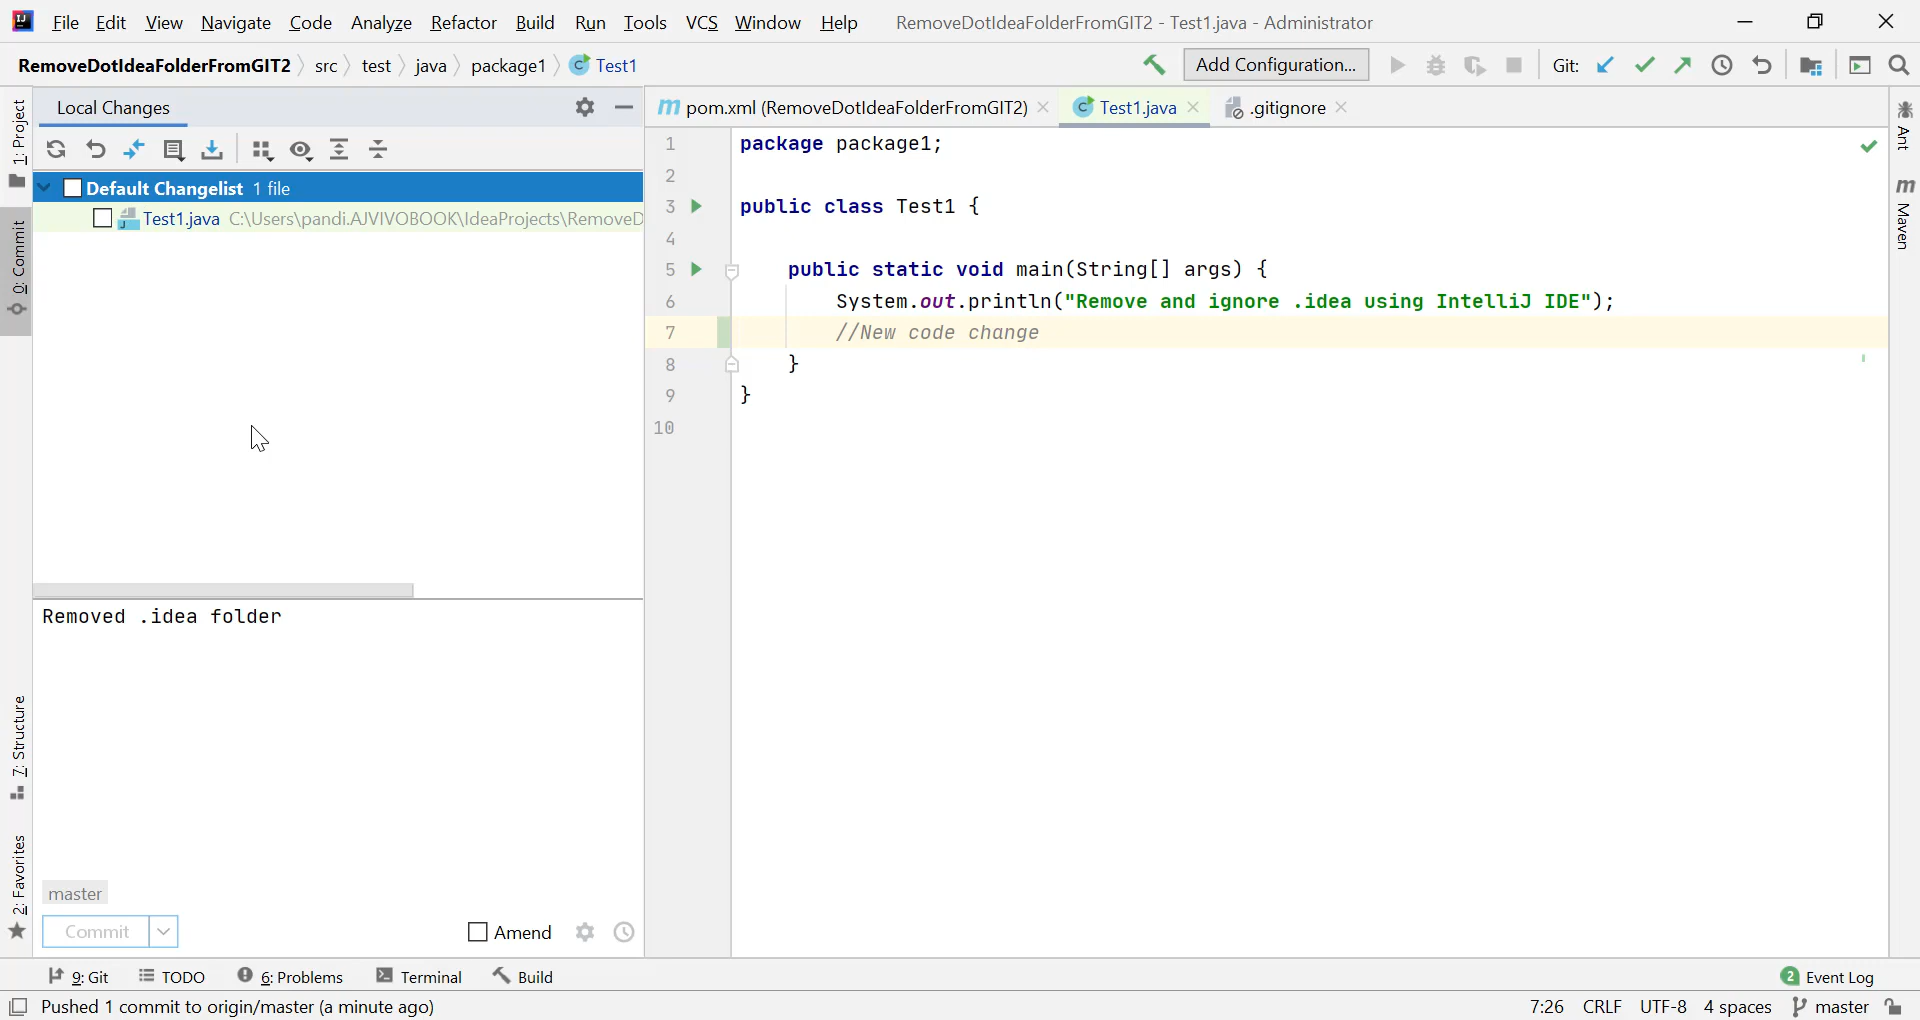 File Edit View Navigate Code Analyze Refactor Build Run Tools VCS Window Help RemoveDotIdeaFolderFromGIT2 - Test1.java - Administrator
RemoveDotIdeaFolderFromGIT2 src test java package1 Test1 Add Configuration... Git:
Local Changes
pom.xml (RemoveDotIdeaFolderFromGIT2) Test1.java .gitignore
1: Project
0: Commit
7: Structure
2: Favorites
Ant
Maven
Default Changelist 1 file
Test1.java C:\Users\pandi.AJVIVOBOOK\IdeaProjects\RemoveD
1 package package1;
2
3 public class Test1 {
4
5 public static void main(String[] args) {
6 System.out.println("Remove and ignore .idea using IntelliJ IDE");
7 //New code change
8 }
9 }
10
Removed .idea folder
master
Commit Amend
9: Git TODO 6: Problems Terminal Build 2 Event Log
Pushed 1 commit to origin/master (a minute ago) 7:26 CRLF UTF-8 4 spaces master